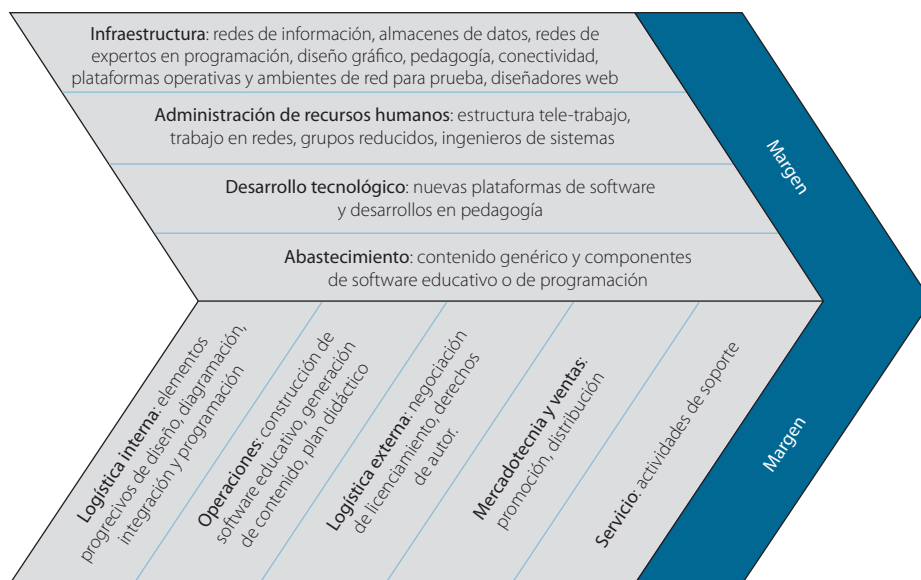 Infraestructura: redes de información, almacenes de datos, redes de
expertos en programación, diseño gráfico, pedagogía, conectividad,
plataformas operativas y ambientes de red para prueba, diseñadores web
Administración de recursos humanos: estructura tele-trabajo,
trabajo en redes, grupos reducidos, ingenieros de sistemas
Desarrollo tecnológico: nuevas plataformas de software
y desarrollos en pedagogía
Abastecimiento: contenido genérico y componentes
de software educativo o de programación
Margen
Logística interna: elementos
progrecivos de diseño, diagramación,
integración y programación
Operaciones: construcción de
software educativo, generación
de contenido, plan didáctico
Logística externa: negociación
de licenciamiento, derechos
de autor.
Mercadotecnia y ventas:
promoción, distribución
Servicio: actividades de soporte
Margen